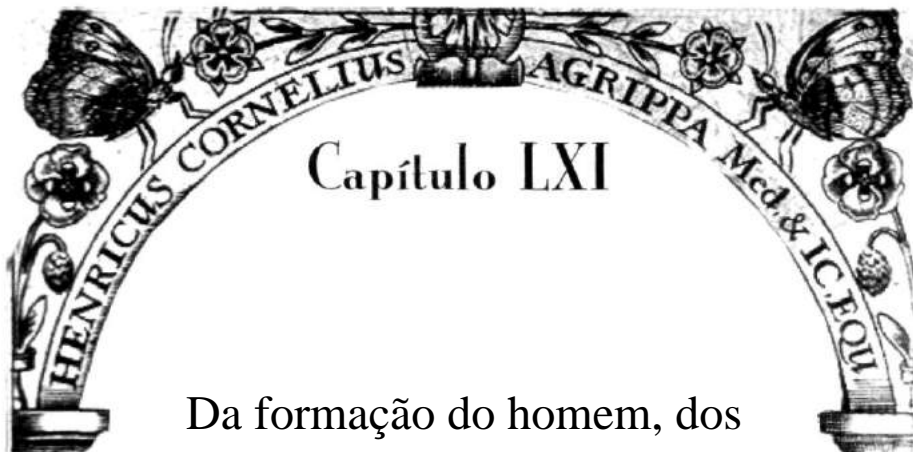 HENRICUS CORNELIUS AGRIPPA Med, & IC. EQU
Capítulo LXI
Da formação do homem, dos